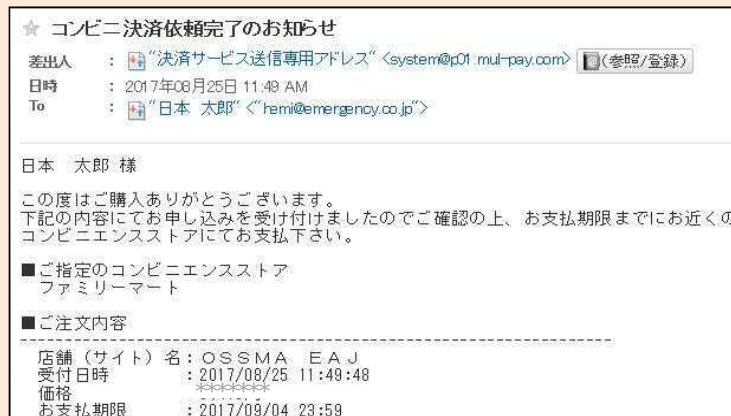 ☆ コンビニ決済依頼完了のお知らせ
差出人 : "決済サービス送信専用アドレス" <system@p01.mul-pay.com> (参照/登録)
日時 : 2017年08月25日 11:49 AM
To : "日本 太郎" <"hemi@emergency.co.jp">
日本 太郎 様
この度はご購入ありがとうございます。
下記の内容にてお申し込みを受け付けましたのでご確認の上、お支払期限までにお近くの
コンビニエンスストアにてお支払下さい。
■ご指定のコンビニエンスストア
ファミリーマート
■ご注文内容
--------------------------------------------------------------
店舗(サイト)名:OSSMA EAJ
受付日時 :2017/08/25 11:49:48
価格 ********
お支払期限 :2017/09/04 23:59